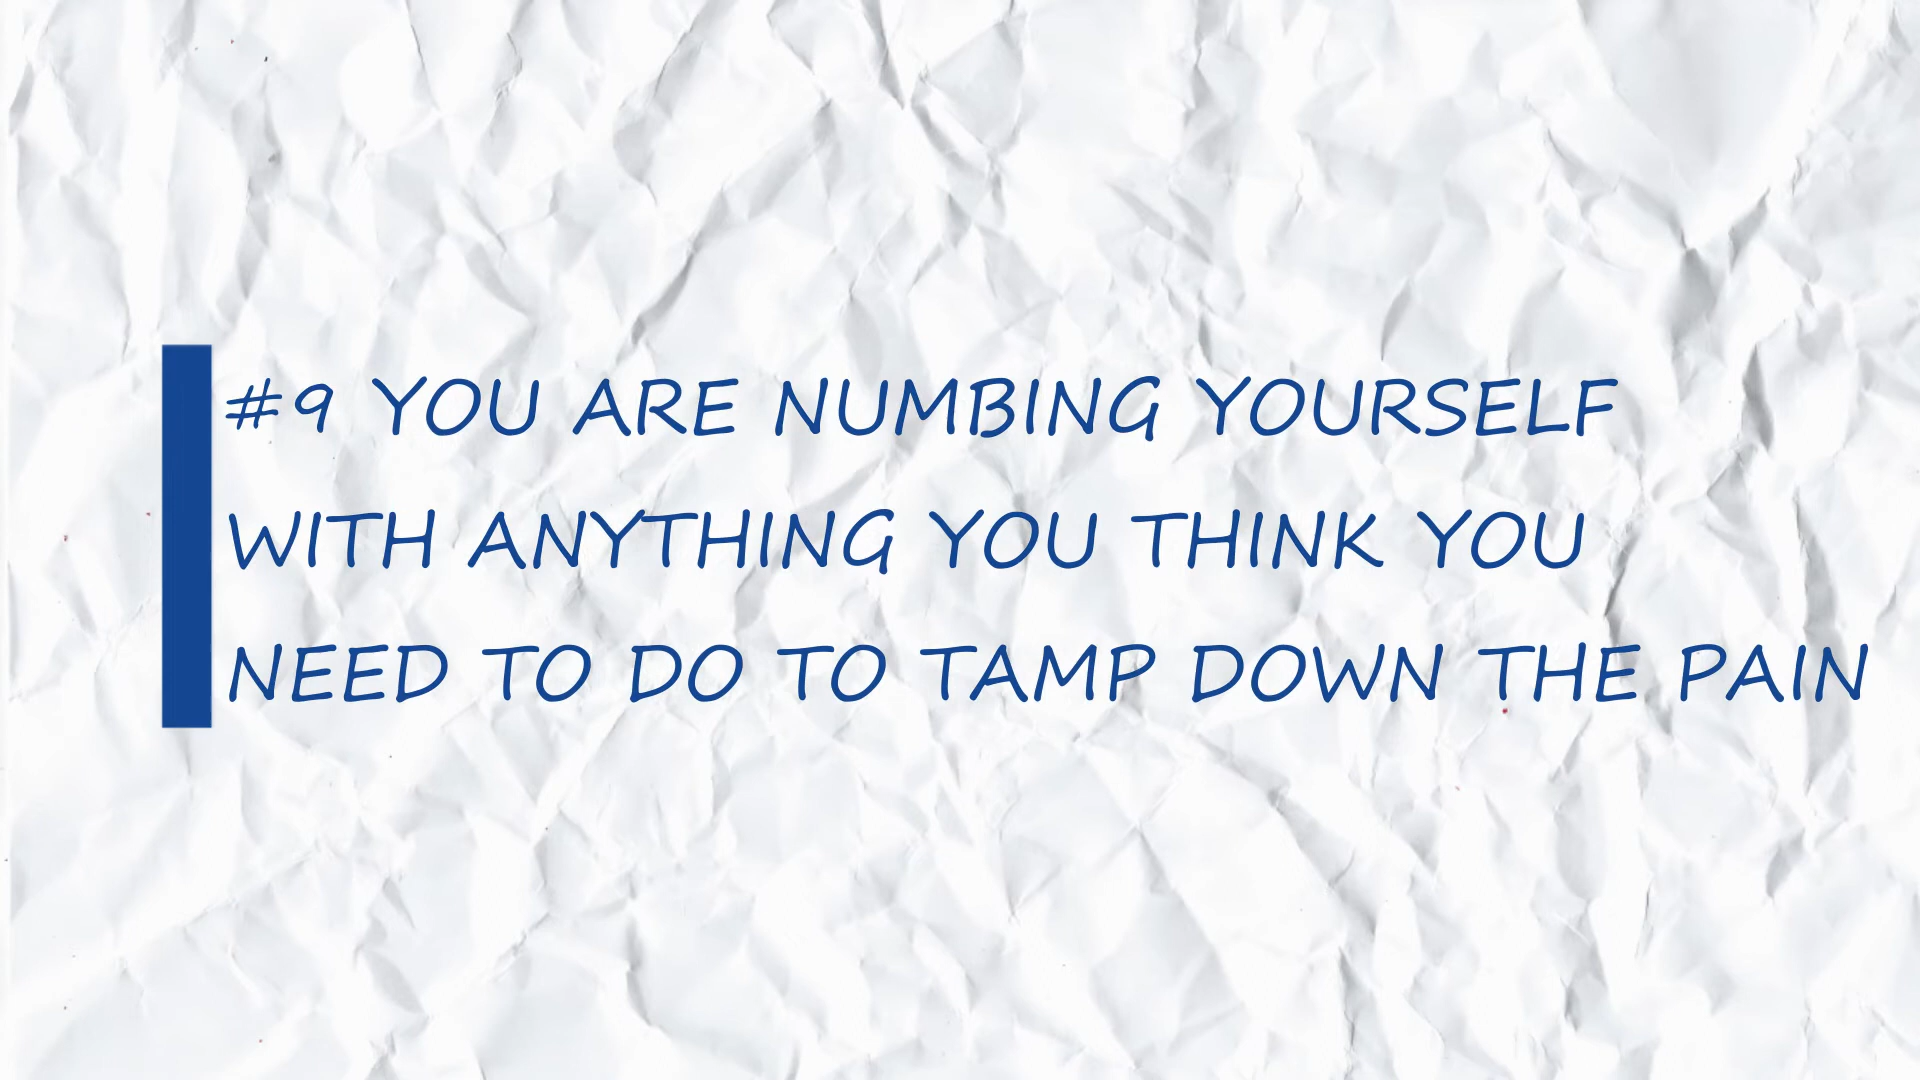 #9 YOU ARE NUMBING YOURSELF
WITH ANYTHING YOU THINK YOU
NEED TO DO TO TAMP DOWN THE PAIN